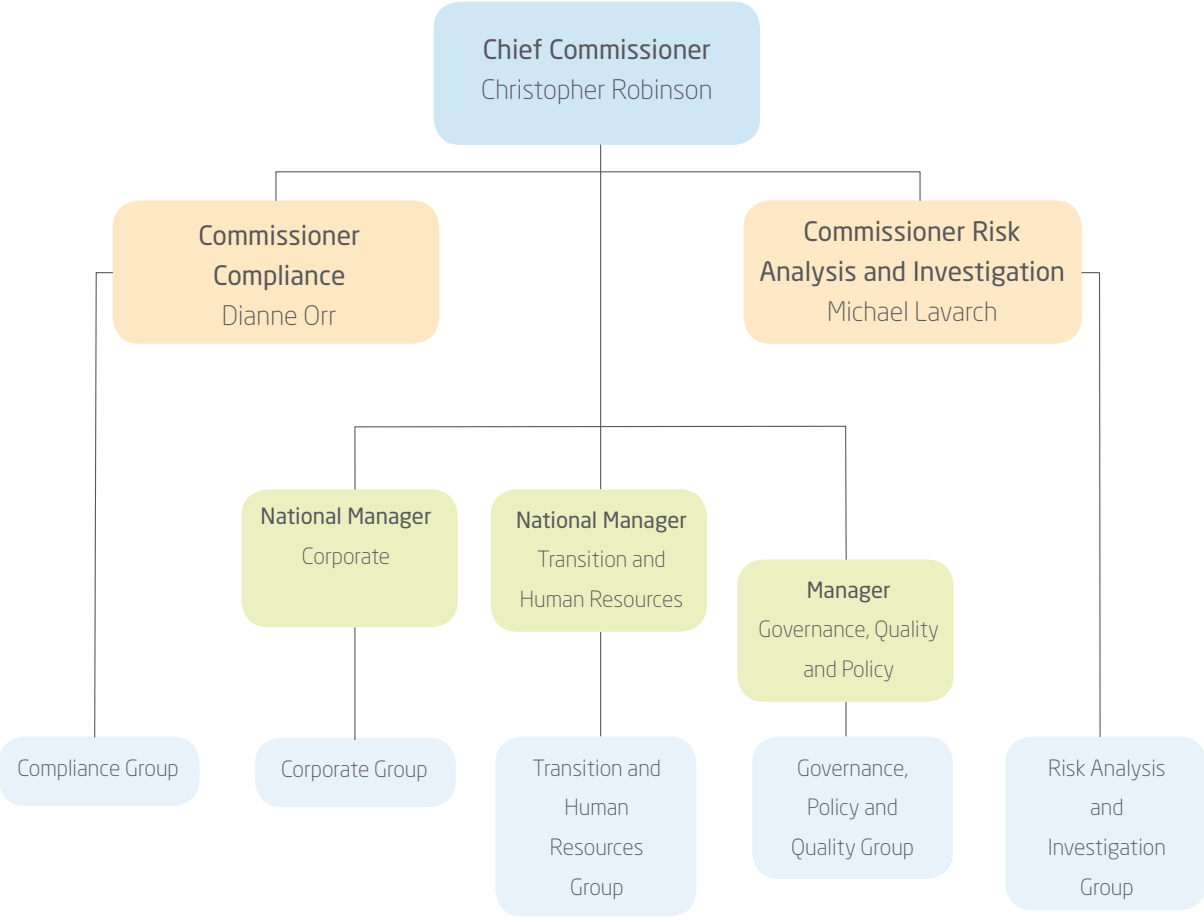 Chief Commissioner
Christopher Robinson
Commissioner
Compliance
Dianne Orr
Commissioner Risk
Analysis and Investigation
Michael Lavarch
National Manager
Corporate
National Manager
Transition and
Human Resources
Manager
Governance, Quality
and Policy
Compliance Group
Corporate Group
Transition and
Human
Resources
Group
Governance,
Policy and
Quality Group
Risk Analysis
and
Investigation
Group